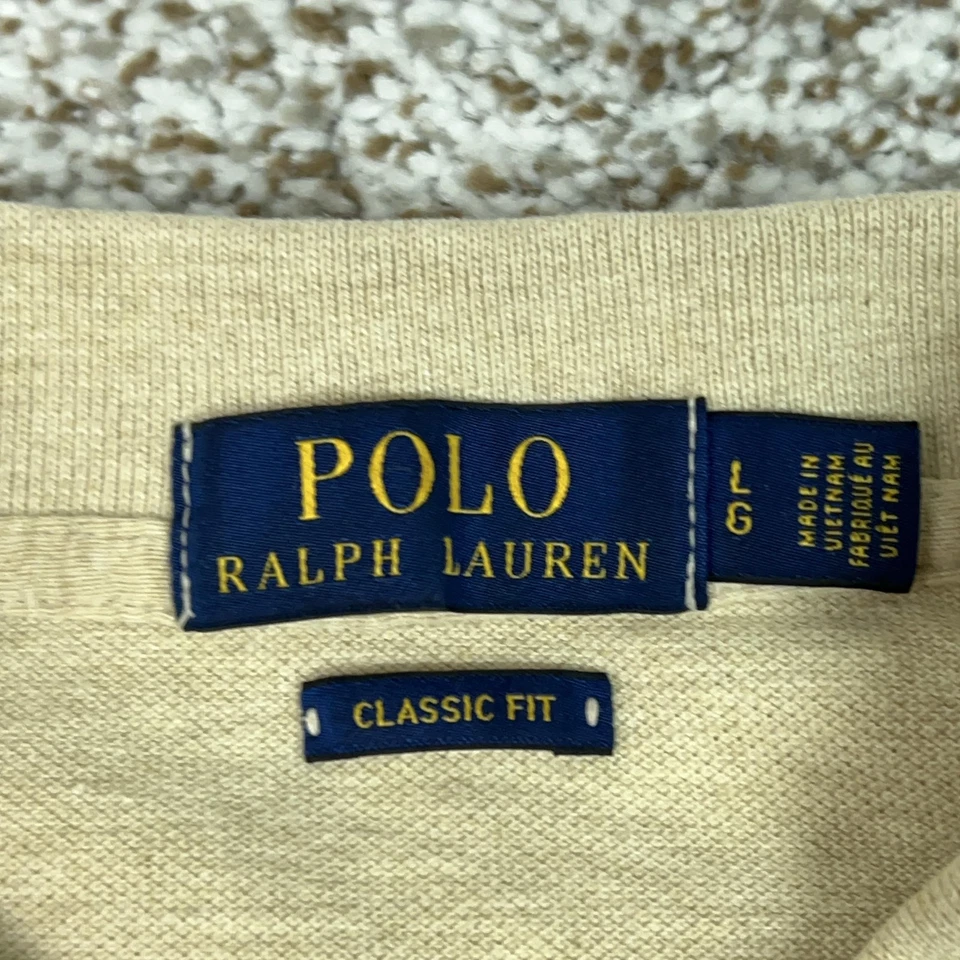 POLO
RALPH LAUREN
L
G
MADE IN
VIETNAM
FABRIQUÉ AU
VIÊT NAM
CLASSIC FIT